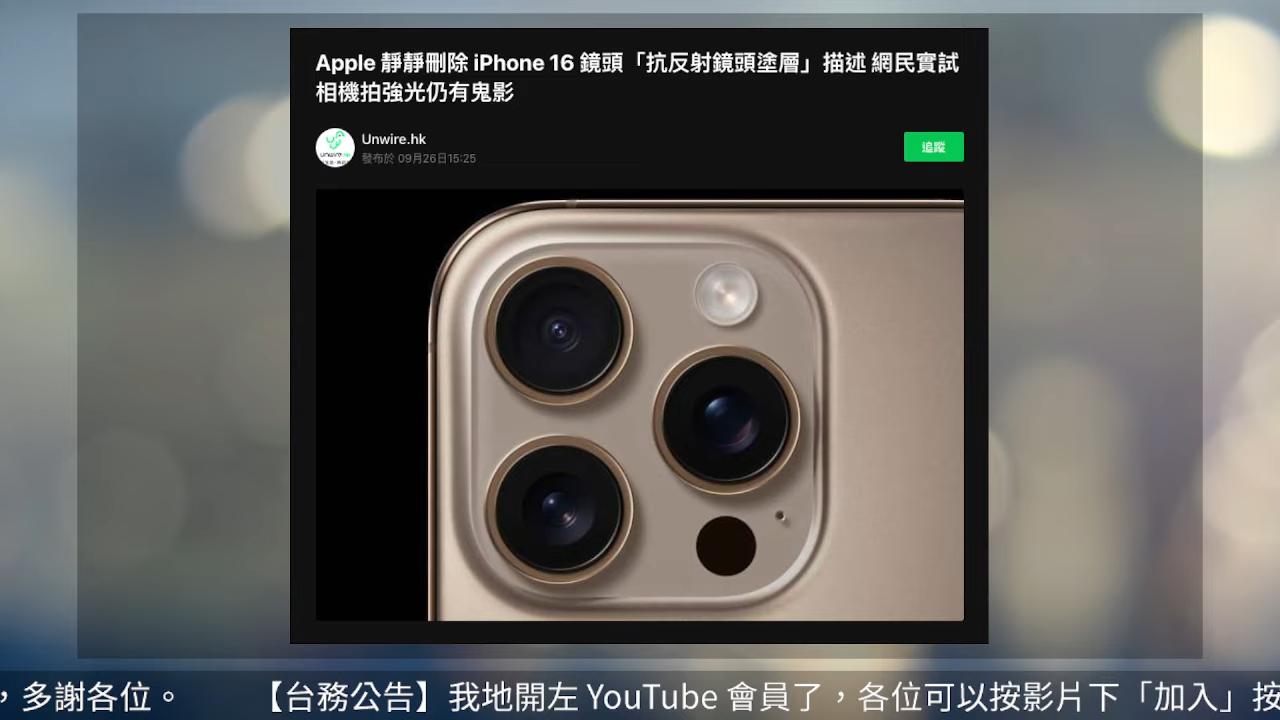 Apple 靜靜刪除 iPhone 16 鏡頭「抗反射鏡頭塗層」描述 網民實試
相機拍強光仍有鬼影
Unwire.hk
發布於 09月26日15:25
追蹤
unwire.hk
，多謝各位。 【台務公告】我地開左 YouTube 會員了，各位可以按影片下「加入」按